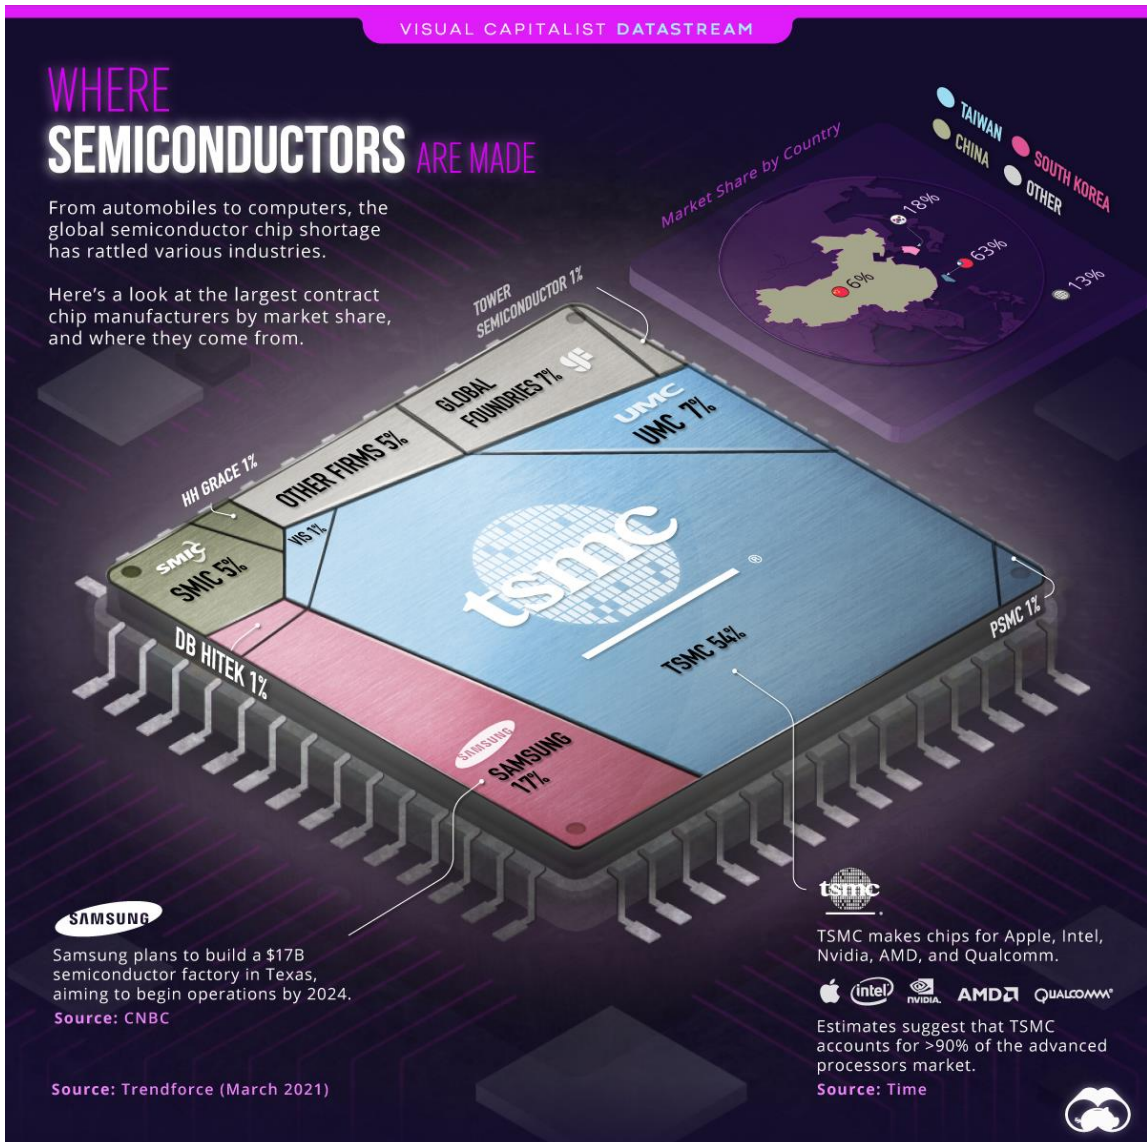 VISUAL CAPITALIST DATASTREAM
WHERE
SEMICONDUCTORS ARE MADE
From automobiles to computers, the
global semiconductor chip shortage
has rattled various industries.
Here's a look at the largest contract
chip manufacturers by market share,
and where they come from.
Market Share by Country
TAIWAN
SOUTH KOREA
CHINA
OTHER
18%
63%
6%
13%
TOWER
SEMICONDUCTOR 1%
GLOBAL
FOUNDRIES 7%
GF
UMC
UMC 7%
OTHER FIRMS 5%
HH GRACE 1%
VIS 1%
SMIC
SMIC 5%
tsmc
®
TSMC 54%
PSMC 1%
DB HITEK 1%
SAMSUNG
SAMSUNG
17%
SAMSUNG
Samsung plans to build a $17B
semiconductor factory in Texas,
aiming to begin operations by 2024.
Source: CNBC
Source: Trendforce (March 2021)
tsmc
TSMC makes chips for Apple, Intel,
Nvidia, AMD, and Qualcomm.
intel NVIDIA. AMD QUALCOMM®
Estimates suggest that TSMC
accounts for >90% of the advanced
processors market.
Source: Time